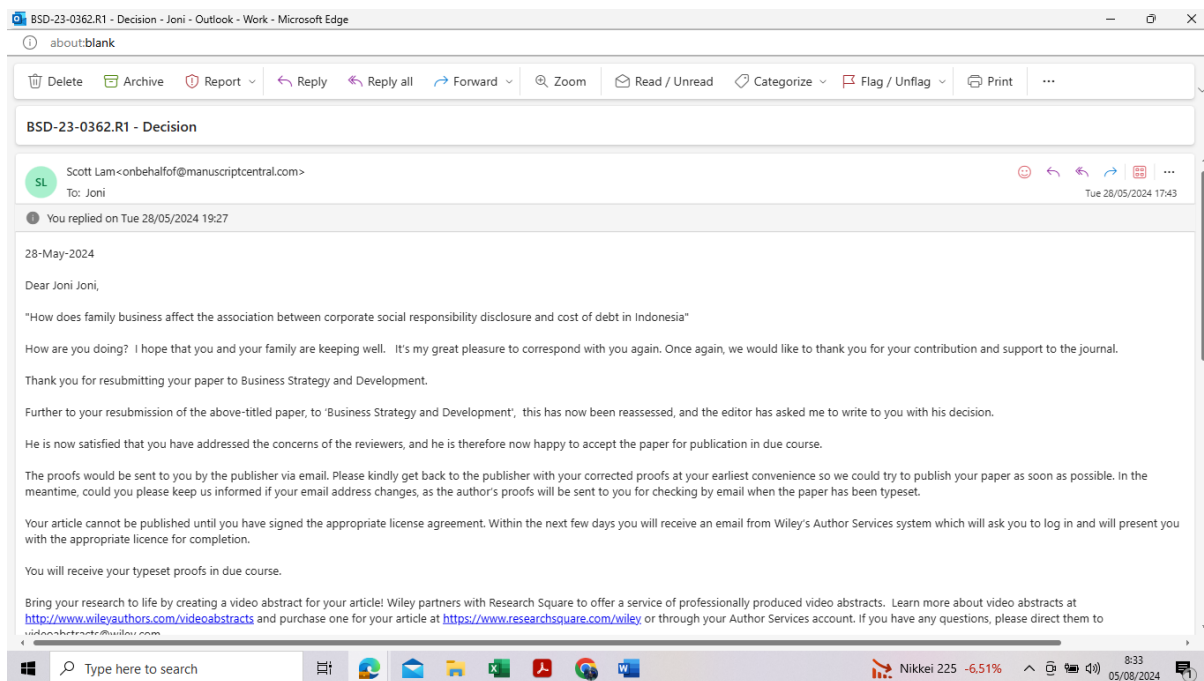 BSD-23-0362.R1 - Decision - Joni - Outlook - Work - Microsoft Edge
about:blank
Delete Archive Report Reply Reply all Forward Zoom Read / Unread Categorize Flag / Unflag Print ...
BSD-23-0362.R1 - Decision
SL
Scott Lam<onbehalfof@manuscriptcentral.com>
To: Joni
Tue 28/05/2024 17:43
You replied on Tue 28/05/2024 19:27
28-May-2024
Dear Joni Joni,
"How does family business affect the association between corporate social responsibility disclosure and cost of debt in Indonesia"
How are you doing? I hope that you and your family are keeping well. It's my great pleasure to correspond with you again. Once again, we would like to thank you for your contribution and support to the journal.
Thank you for resubmitting your paper to Business Strategy and Development.
Further to your resubmission of the above-titled paper, to 'Business Strategy and Development', this has now been reassessed, and the editor has asked me to write to you with his decision.
He is now satisfied that you have addressed the concerns of the reviewers, and he is therefore now happy to accept the paper for publication in due course.
The proofs would be sent to you by the publisher via email. Please kindly get back to the publisher with your corrected proofs at your earliest convenience so we could try to publish your paper as soon as possible. In the
meantime, could you please keep us informed if your email address changes, as the author's proofs will be sent to you for checking by email when the paper has been typeset.
Your article cannot be published until you have signed the appropriate license agreement. Within the next few days you will receive an email from Wiley's Author Services system which will ask you to log in and will present you
with the appropriate licence for completion.
You will receive your typeset proofs in due course.
Bring your research to life by creating a video abstract for your article! Wiley partners with Research Square to offer a service of professionally produced video abstracts. Learn more about video abstracts at
http://www.wileyauthors.com/videoabstracts and purchase one for your article at https://www.researchsquare.com/wiley or through your Author Services account. If you have any questions, please direct them to
videoabstracts@wiley.com
Type here to search
Nikkei 225 -6,51%
8:33
05/08/2024
1